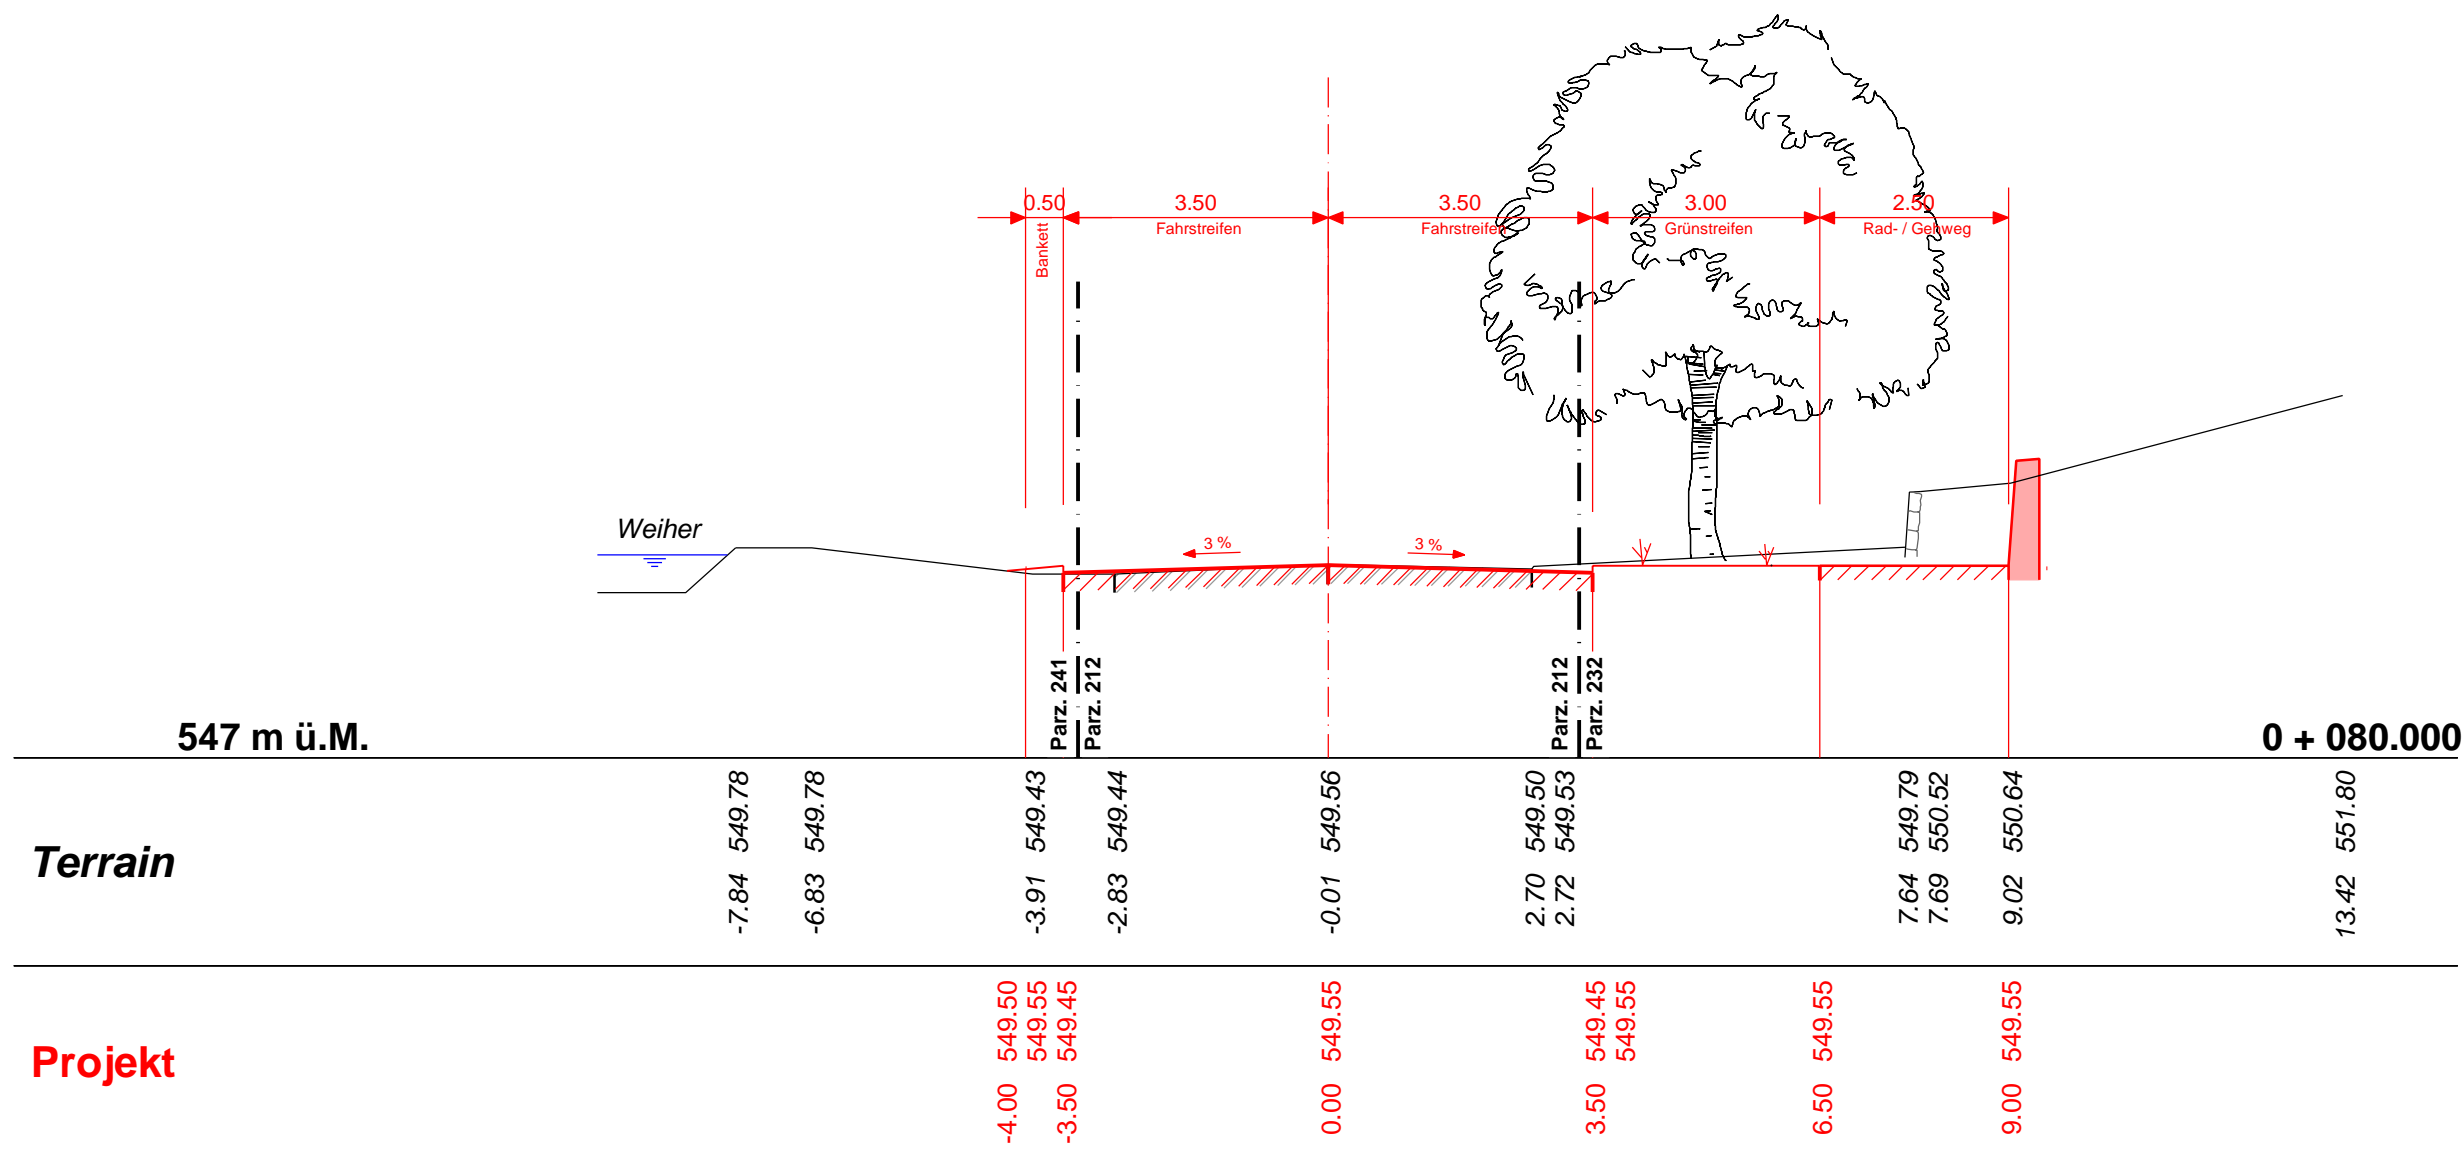 0.50
3.50
3.50
3.00
2.50
Bankett
Fahrstreifen
Fahrstreifen
Grünstreifen
Rad- / Gehweg
Weiher
3 %
3 %
Parz. 241
Parz. 212
Parz. 212
Parz. 232
547 m ü.M.
0 + 080.000
Terrain
-7.84 549.78
-6.83 549.78
-3.91 549.43
-2.83 549.44
-0.01 549.56
2.70 549.50
2.72 549.53
7.64 549.79
7.69 550.52
9.02 550.64
13.42 551.80
Projekt
-4.00 549.50
549.55
-3.50 549.45
0.00 549.55
3.50 549.45
549.55
6.50 549.55
9.00 549.55